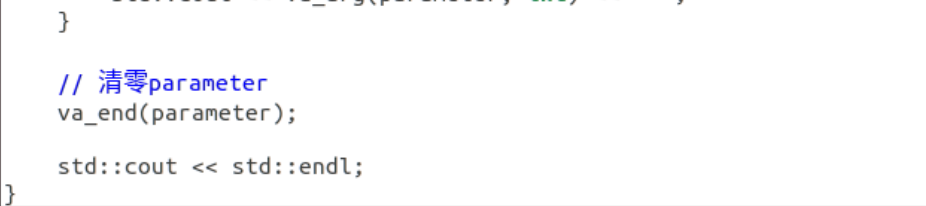 }
// 清零parameter
va_end(parameter);
std::cout << std::endl;
}